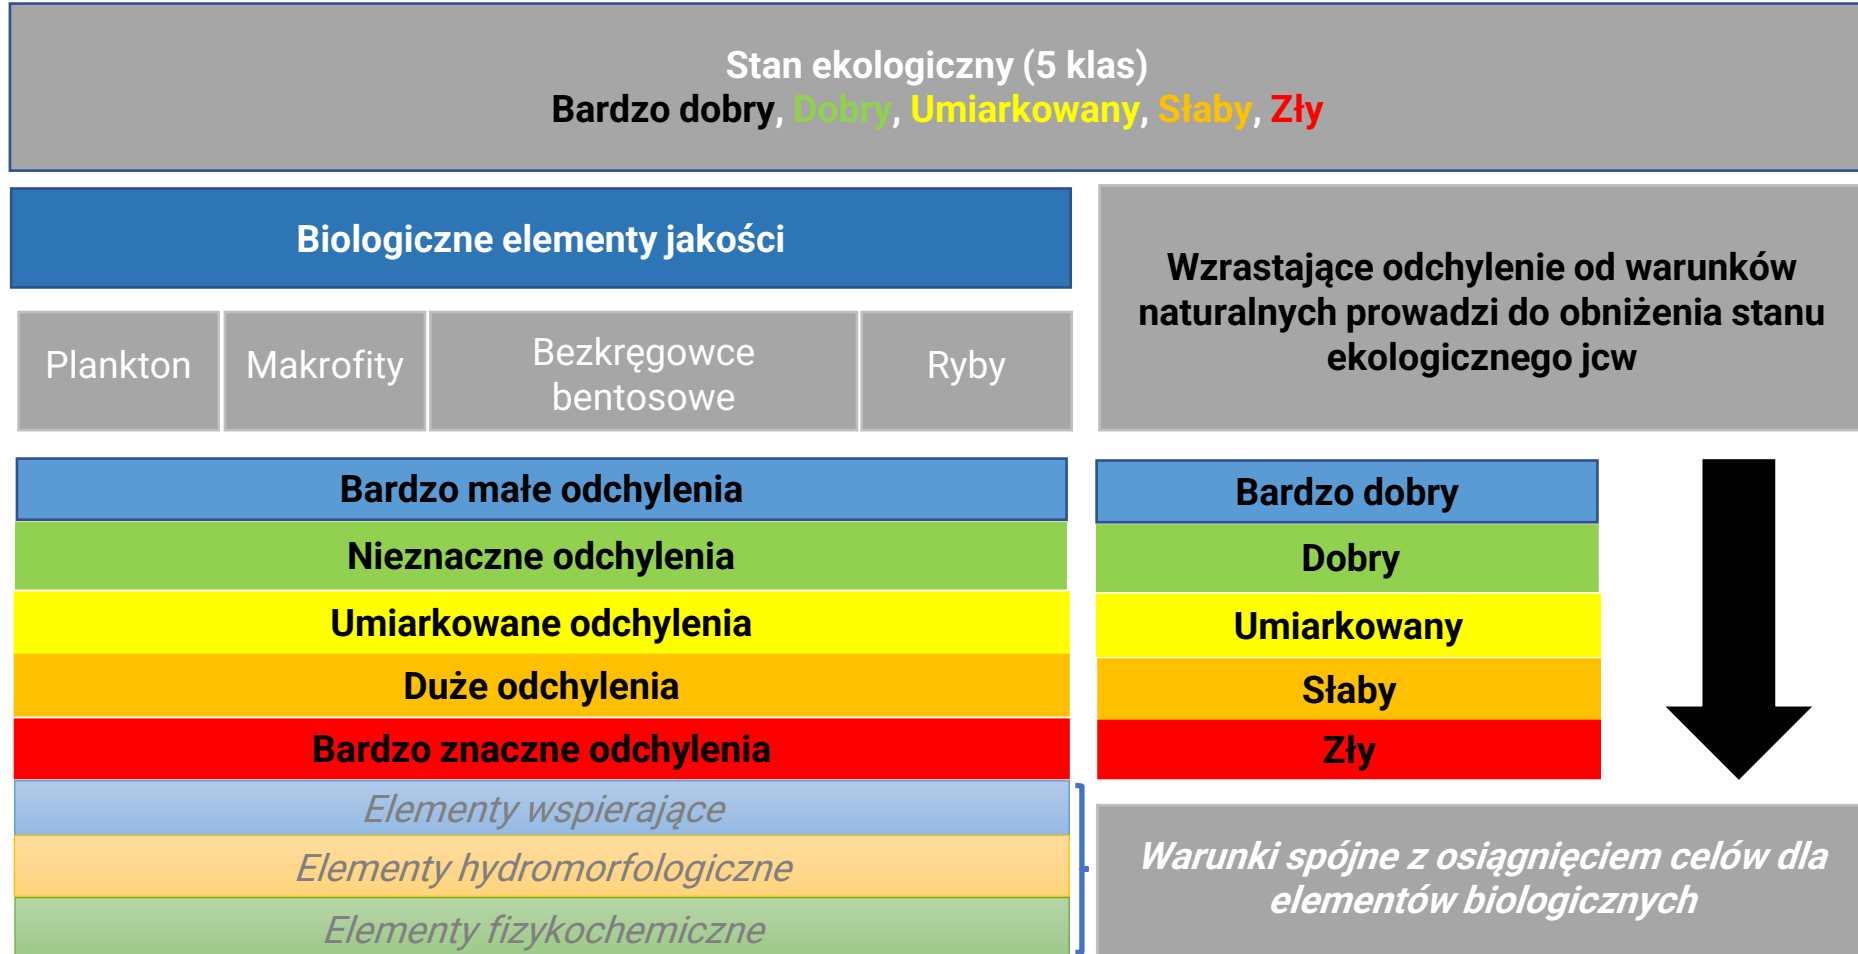 Stan ekologiczny (5 klas)
Bardzo dobry, Dobry, Umiarkowany, Słaby, Zły
Biologiczne elementy jakości
Wzrastające odchylenie od warunków
naturalnych prowadzi do obniżenia stanu
ekologicznego jcw
Plankton
Makrofity
Bezkręgowce
bentosowe
Ryby
Bardzo małe odchylenia
Bardzo dobry
Nieznaczne odchylenia
Dobry
Umiarkowane odchylenia
Umiarkowany
Duże odchylenia
Słaby
Bardzo znaczne odchylenia
Zły
Elementy wspierające
Elementy hydromorfologiczne
Elementy fizykochemiczne
Warunki spójne z osiągnięciem celów dla
elementów biologicznych